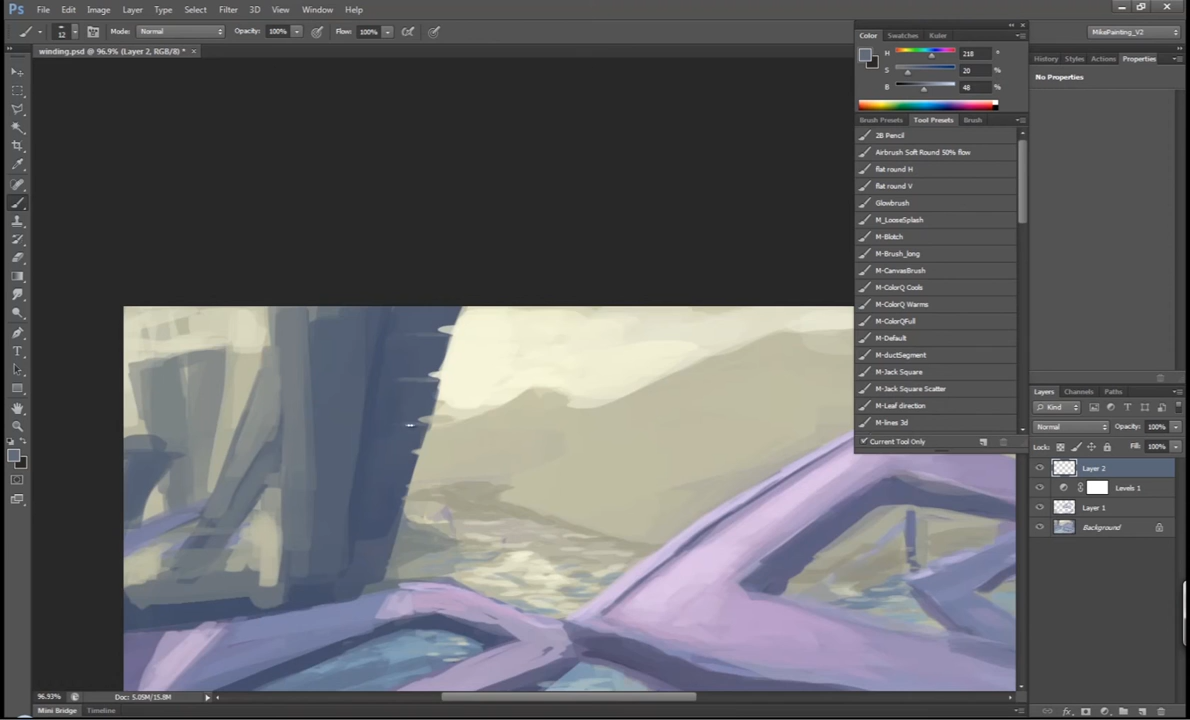 Ps File Edit Image Layer Type Select Filter 3D View Window Help
12 Mode: Normal Opacity: 100% Flow: 100% MikePainting_V2
winding.psd @ 96.9% (Layer 2, RGB/8) * ×
Color Swatches Kuler
H 218 °
S 20 %
B 48 %
History Styles Actions Properties
No Properties
Brush Presets Tool Presets Brush
2B Pencil
Airbrush Soft Round 50% flow
flat round H
flat round V
Glowbrush
M_LooseSplash
M-Blotch
M-Brush_long
M-CanvasBrush
M-ColorQ Cools
M-ColorQ Warms
M-ColorQFull
M-Default
M-ductSegment
M-Jack Square
M-Jack Square Scatter
M-Leaf direction
M-lines 3d
Current Tool Only
Layers Channels Paths
Kind
Normal Opacity: 100%
Lock: Fill: 100%
Layer 2
Levels 1
Layer 1
Background
96.93% Doc: 5.05M/15.8M
Mini Bridge Timeline